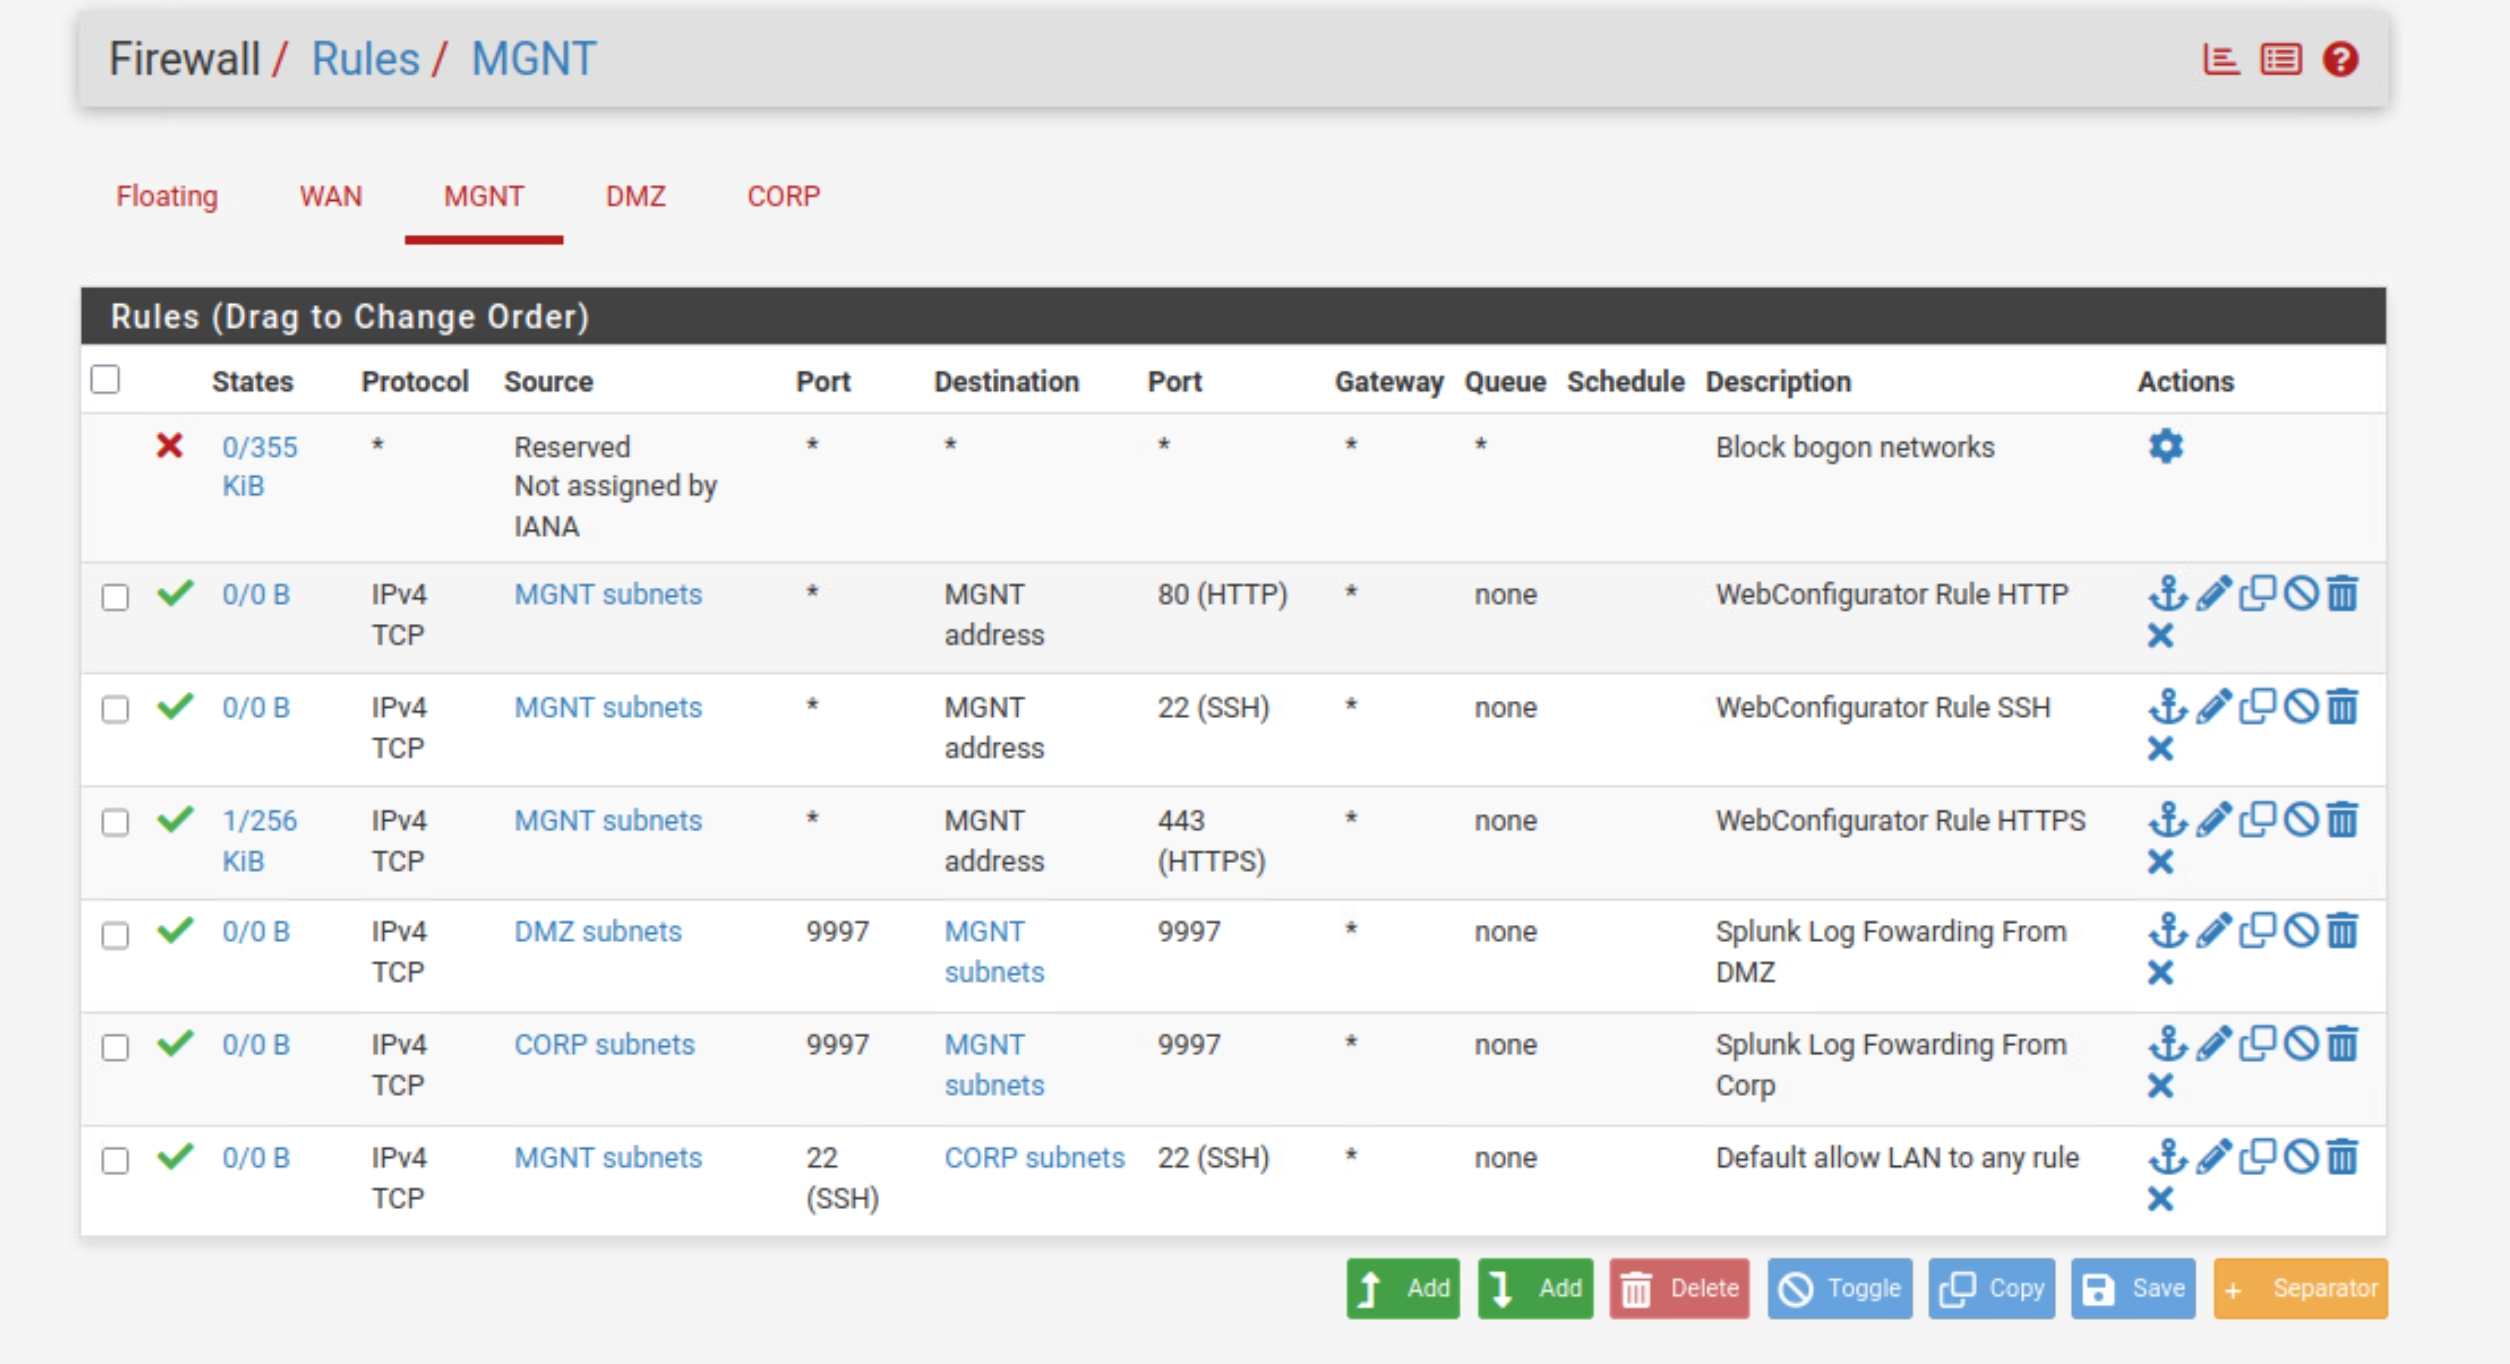 Firewall / Rules / MGNT
Floating WAN MGNT DMZ CORP
Rules (Drag to Change Order)
States Protocol Source Port Destination Port Gateway Queue Schedule Description Actions
0/355 * Reserved * * * * * Block bogon networks
KiB Not assigned by
IANA
0/0 B IPv4 MGNT subnets * MGNT 80 (HTTP) * none WebConfigurator Rule HTTP
TCP address
0/0 B IPv4 MGNT subnets * MGNT 22 (SSH) * none WebConfigurator Rule SSH
TCP address
1/256 IPv4 MGNT subnets * MGNT 443 * none WebConfigurator Rule HTTPS
KiB TCP address (HTTPS)
0/0 B IPv4 DMZ subnets 9997 MGNT 9997 * none Splunk Log Fowarding From
TCP subnets DMZ
0/0 B IPv4 CORP subnets 9997 MGNT 9997 * none Splunk Log Fowarding From
TCP subnets Corp
0/0 B IPv4 MGNT subnets 22 CORP subnets 22 (SSH) * none Default allow LAN to any rule
TCP (SSH)
Add Add Delete Toggle Copy Save + Separator